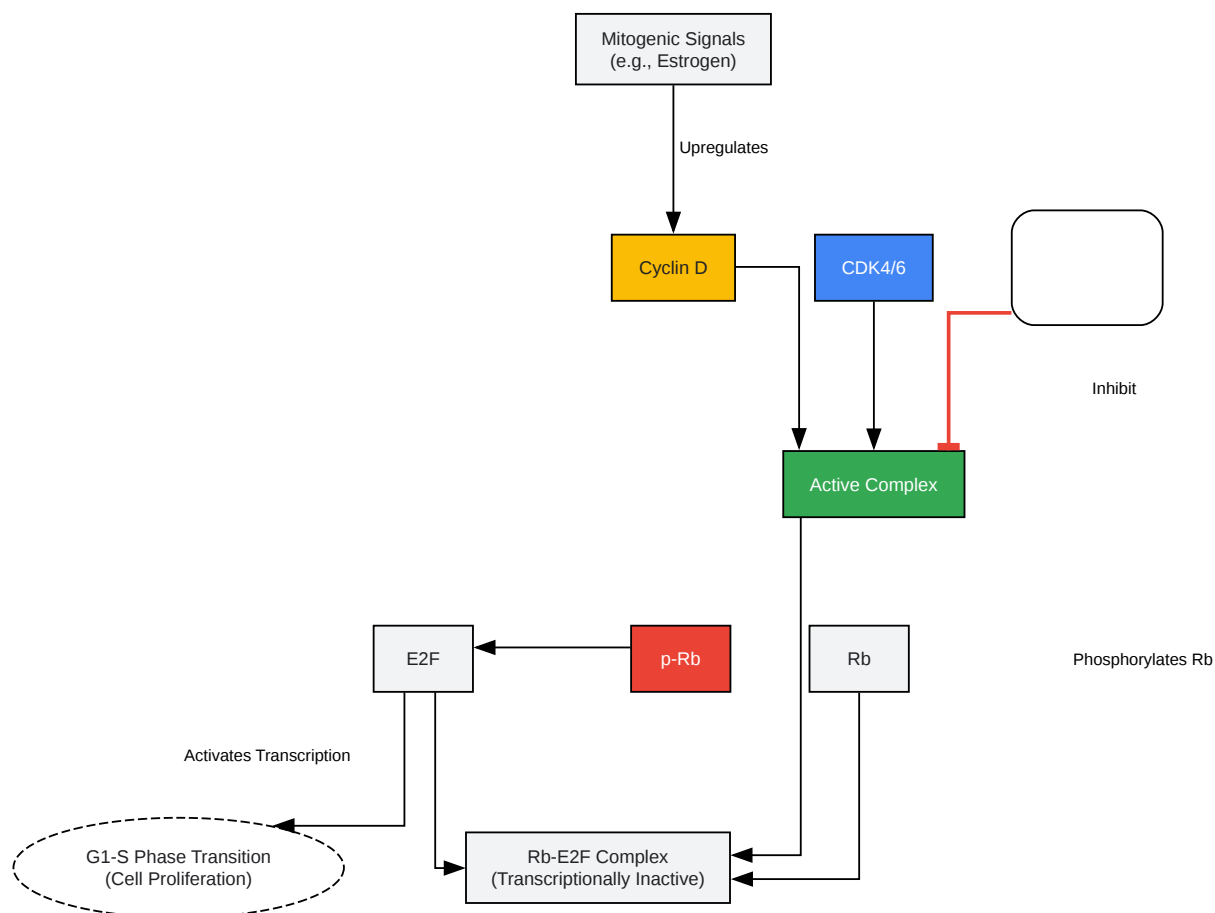 Mitogenic Signals
(e.g., Estrogen)
Upregulates
Cyclin D
CDK4/6
Inhibit
Active Complex
E2F
p-Rb
Rb
Phosphorylates Rb
Activates Transcription
G1-S Phase Transition
(Cell Proliferation)
Rb-E2F Complex
(Transcriptionally Inactive)